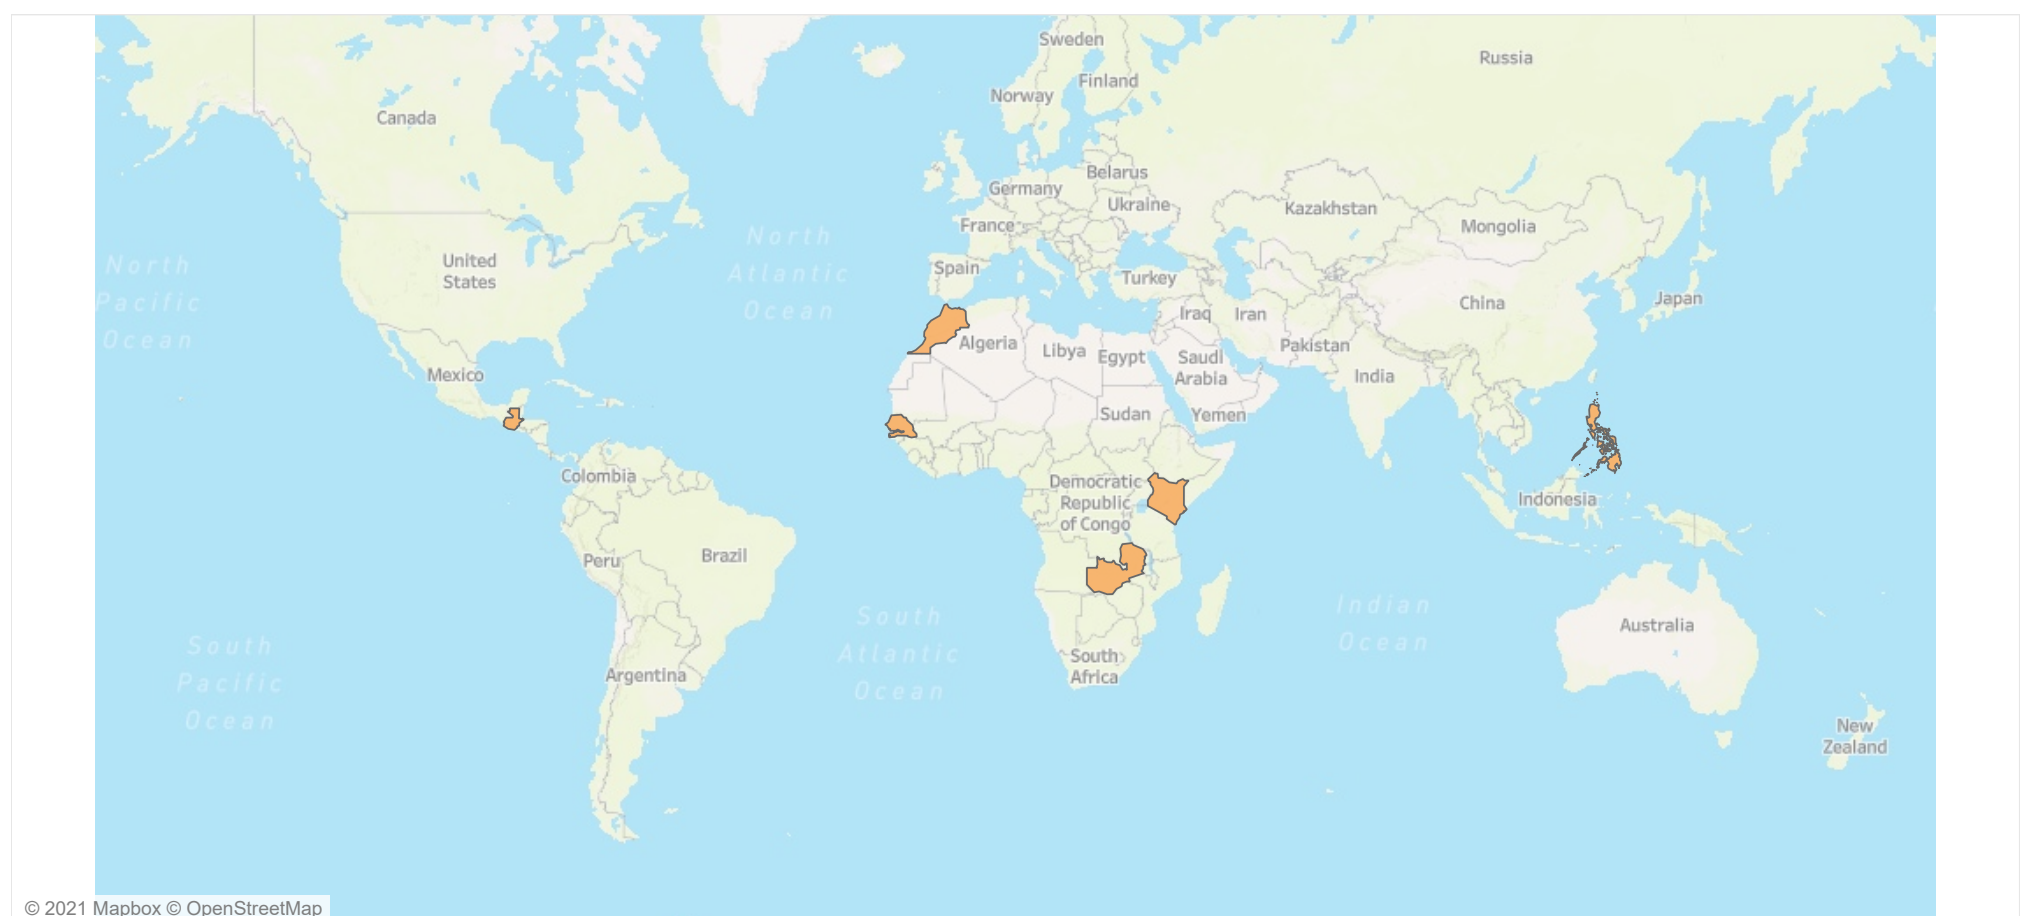 Sweden
Russia
Finland
Norway
Canada
Belarus
Germany
Ukraine
Kazakhstan
France
Mongolia
North
Atlantic
Ocean
North
Pacific
Ocean
United
States
Spain
Turkey
China
Japan
Iraq
Iran
Algeria
Libya
Egypt
Pakistan
Saudi
Arabia
India
Mexico
Sudan
Yemen
Colombia
Democratic
Republic
of Congo
Indonesia
Peru
Brazil
South
Atlantic
Ocean
Indian
Ocean
Australia
South
Pacific
Ocean
Argentina
South
Africa
New
Zealand
© 2021 Mapbox © OpenStreetMap